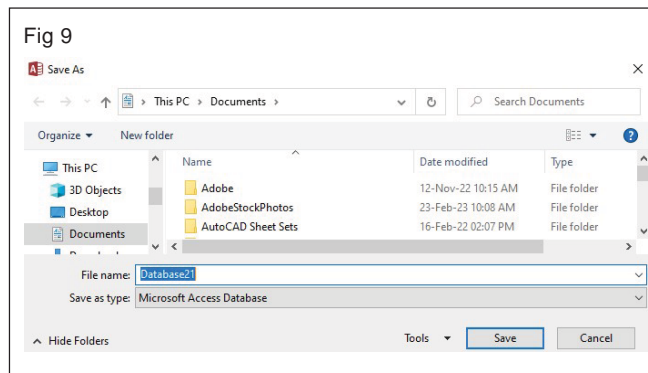 Fig 9
Save As
This PC > Documents >
Search Documents
Organize New folder
Name Date modified Type
This PC
3D Objects
Desktop
Documents
Adobe 12-Nov-22 10:15 AM File folder
AdobeStockPhotos 23-Feb-23 10:08 AM File folder
AutoCAD Sheet Sets 16-Feb-22 02:07 PM File folder
File name: Database21
Save as type: Microsoft Access Database
Hide Folders Tools Save Cancel